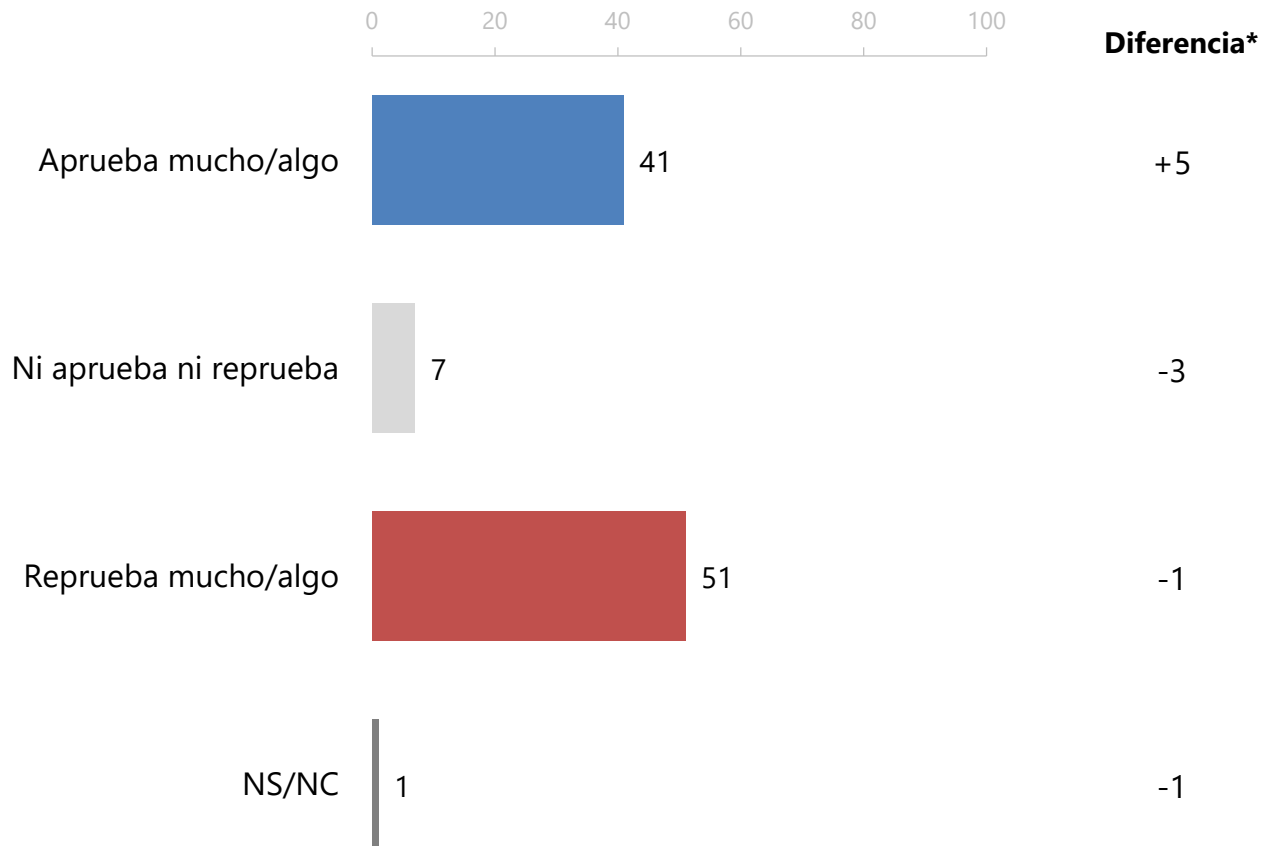 0 20 40 60 80 100
Diferencia*
Aprueba mucho/algo 41 +5
Ni aprueba ni reprueba 7 -3
Reprueba mucho/algo 51 -1
NS/NC 1 -1